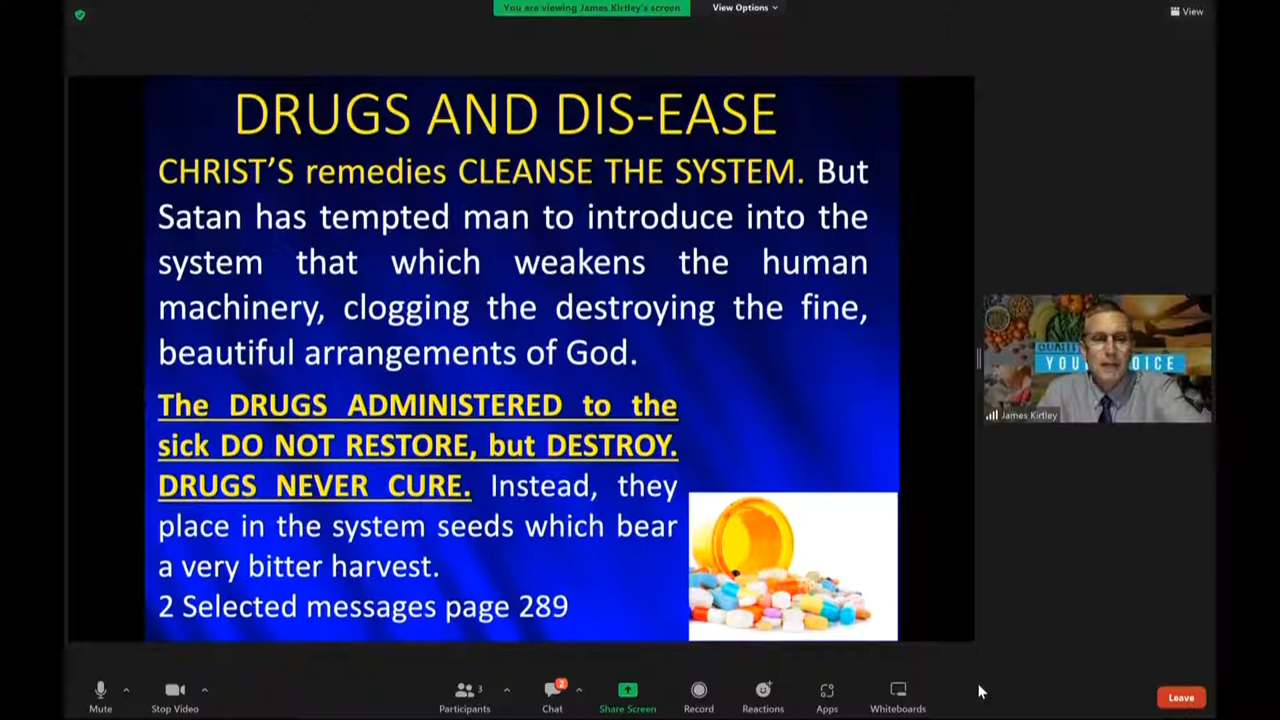 You are viewing James Kirtley's screen
View Options
View
DRUGS AND DIS-EASE
CHRIST'S remedies CLEANSE THE SYSTEM. But
Satan has tempted man to introduce into the
system that which weakens the human
machinery, clogging the destroying the fine,
beautiful arrangements of God.
The DRUGS ADMINISTERED to the
sick DO NOT RESTORE, but DESTROY.
DRUGS NEVER CURE. Instead, they
place in the system seeds which bear
a very bitter harvest.
2 Selected messages page 289
James Kirtley
Mute
Stop Video
Participants
3
Chat
2
Share Screen
Record
Reactions
Apps
Whiteboards
Leave